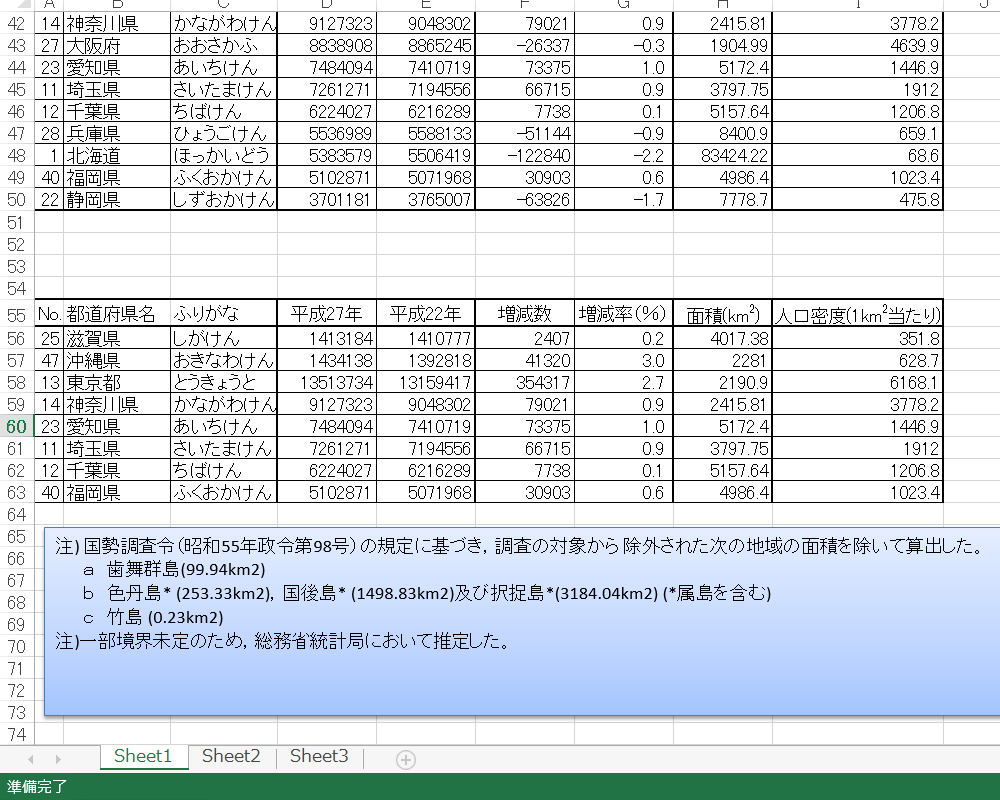 A B C D E F G H I J
42 14 神奈川県 かながわけん 9127323 9048302 79021 0.9 2415.81 3778.2
43 27 大阪府 おおさかふ 8838908 8865245 −26337 −0.3 1904.99 4639.9
44 23 愛知県 あいちけん 7484094 7410719 73375 1.0 5172.4 1446.9
45 11 埼玉県 さいたまけん 7261271 7194556 66715 0.9 3797.75 1912
46 12 千葉県 ちばけん 6224027 6216289 7738 0.1 5157.64 1206.8
47 28 兵庫県 ひょうごけん 5536989 5588133 −51144 −0.9 8400.9 659.1
48 1 北海道 ほっかいどう 5383579 5506419 −122840 −2.2 83424.22 68.6
49 40 福岡県 ふくおかけん 5102871 5071968 30903 0.6 4986.4 1023.4
50 22 静岡県 しずおかけん 3701181 3765007 −63826 −1.7 7778.7 475.8
51
52
53
54
55 No. 都道府県名 ふりがな 平成27年 平成22年 増減数 増減率(%) 面積(km²) 人口密度(1km²当たり)
56 25 滋賀県 しがけん 1413184 1410777 2407 0.2 4017.38 351.8
57 47 沖縄県 おきなわけん 1434138 1392818 41320 3.0 2281 628.7
58 13 東京都 とうきょうと 13513734 13159417 354317 2.7 2190.9 6168.1
59 14 神奈川県 かながわけん 9127323 9048302 79021 0.9 2415.81 3778.2
60 23 愛知県 あいちけん 7484094 7410719 73375 1.0 5172.4 1446.9
61 11 埼玉県 さいたまけん 7261271 7194556 66715 0.9 3797.75 1912
62 12 千葉県 ちばけん 6224027 6216289 7738 0.1 5157.64 1206.8
63 40 福岡県 ふくおかけん 5102871 5071968 30903 0.6 4986.4 1023.4
64
65
66
67
68
69
70
71
72
73
74
注) 国勢調査令(昭和55年政令第98号)の規定に基づき, 調査の対象から 除外された次の地域の面積を除いて算出した。
a 歯舞群島(99.94km2)
b 色丹島* (253.33km2), 国後島* (1498.83km2)及び択捉島*(3184.04km2) (*属島を含む)
c 竹島 (0.23km2)
注)一部境界未定のため, 総務省統計局において推定した。
Sheet1 Sheet2 Sheet3
準備完了